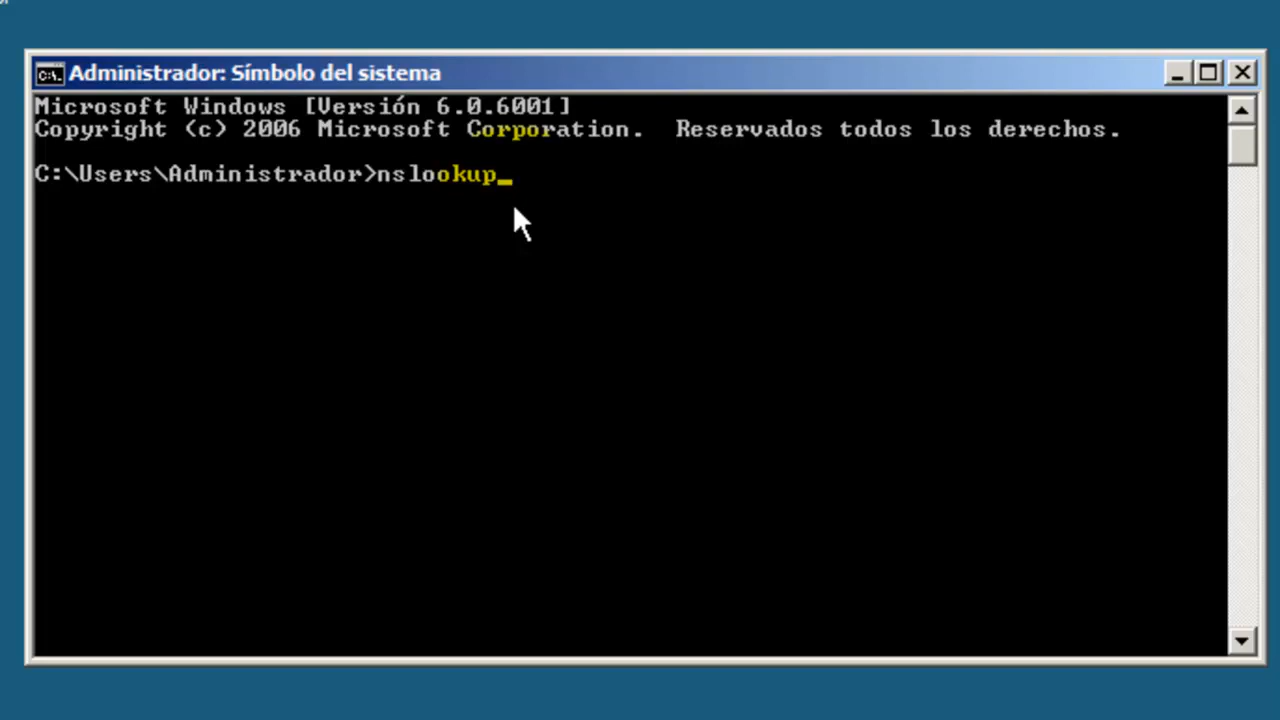 Administrador: Símbolo del sistema
Microsoft Windows [Versión 6.0.6001]
Copyright (c) 2006 Microsoft Corporation.  Reservados todos los derechos.
C:\Users\Administrador>nslookup_